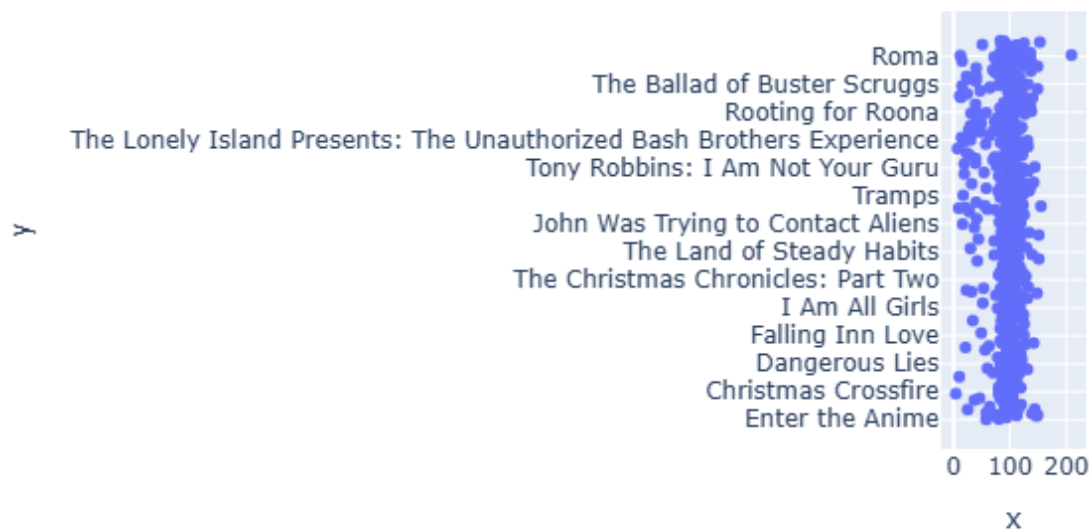 Roma
The Ballad of Buster Scruggs
Rooting for Roona
The Lonely Island Presents: The Unauthorized Bash Brothers Experience
Tony Robbins: I Am Not Your Guru
Tramps
y
John Was Trying to Contact Aliens
The Land of Steady Habits
The Christmas Chronicles: Part Two
I Am All Girls
Falling Inn Love
Dangerous Lies
Christmas Crossfire
Enter the Anime
0 100 200
x